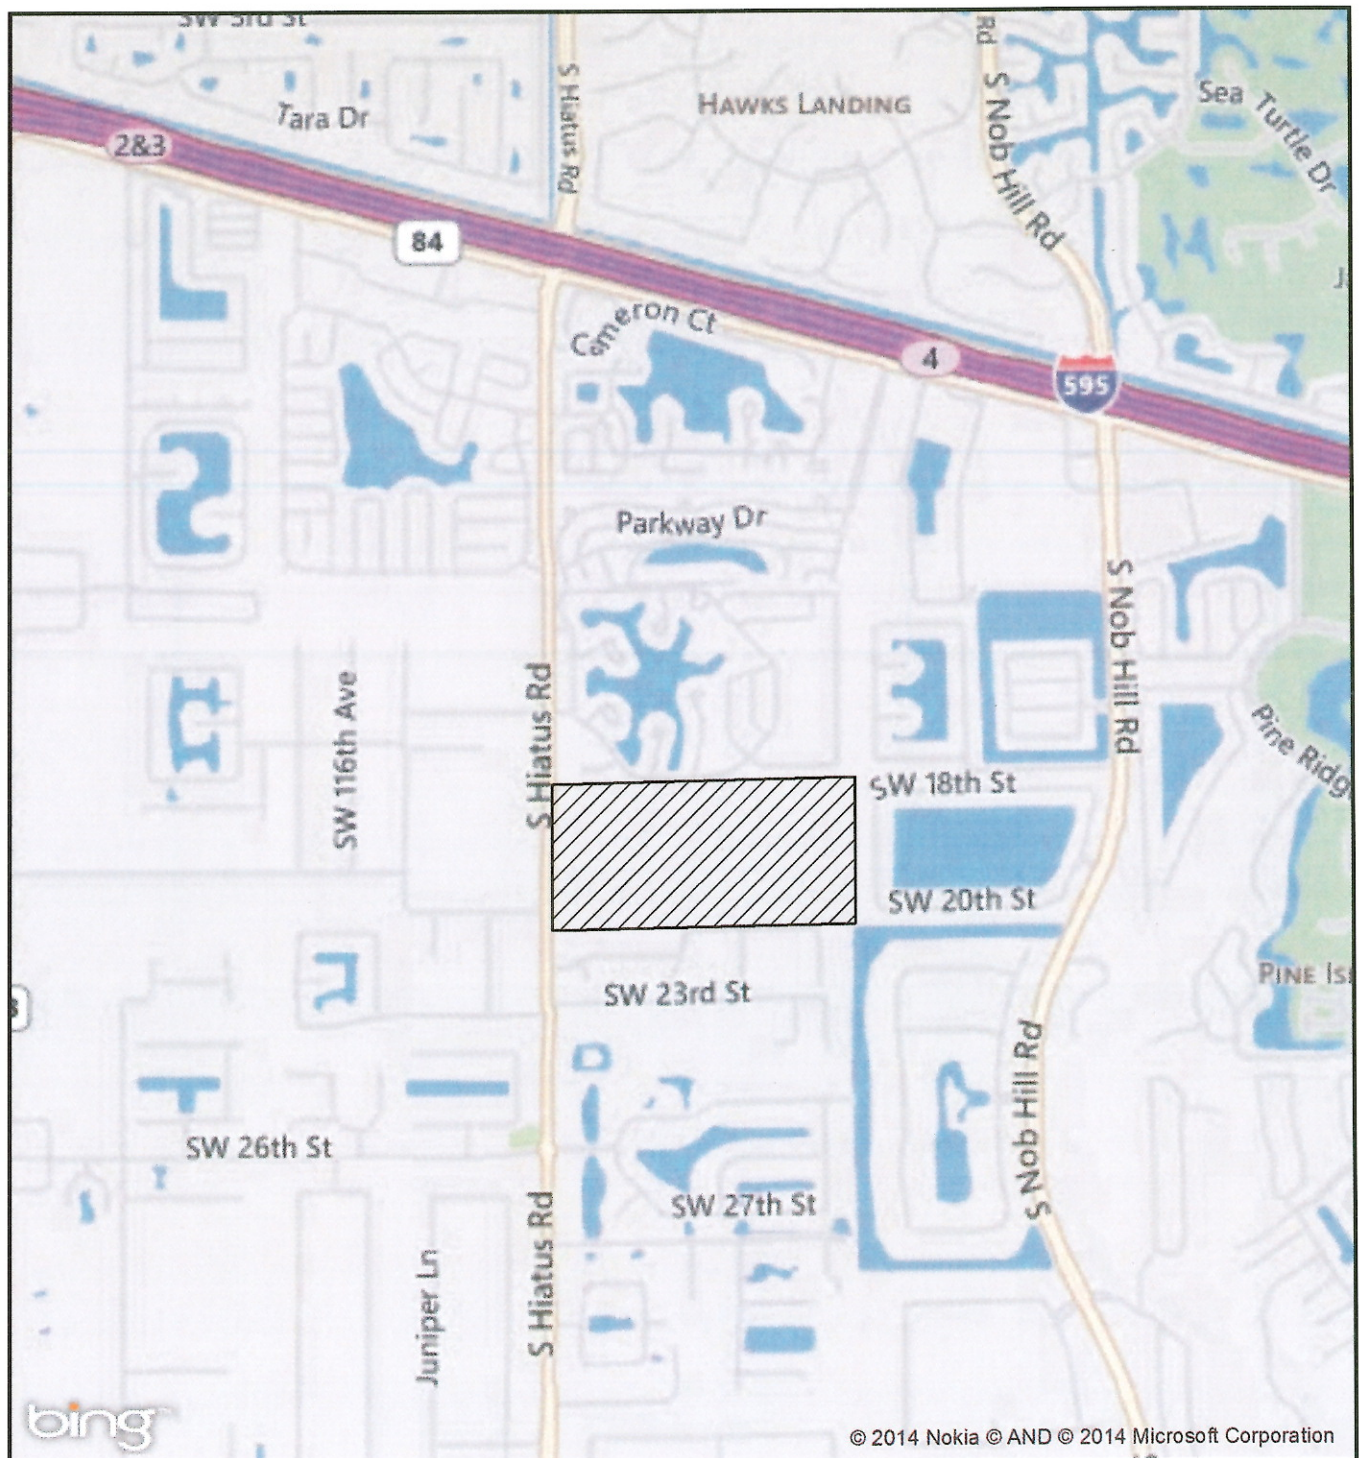 SW 3rd St
Rd
S Hiatus Rd
HAWKS LANDING
S Nob Hill Rd
Sea Turtle Dr
Tara Dr
2&3
84
Cameron Ct
4
595
Parkway Dr
S Nob Hill Rd
SW 116th Ave
S Hiatus Rd
Pine Ridg
SW 18th St
SW 20th St
PINE ISL
SW 23rd St
S Nob Hill Rd
SW 26th St
SW 27th St
S Hiatus Rd
Juniper Ln
bing™
© 2014 Nokia © AND © 2014 Microsoft Corporation